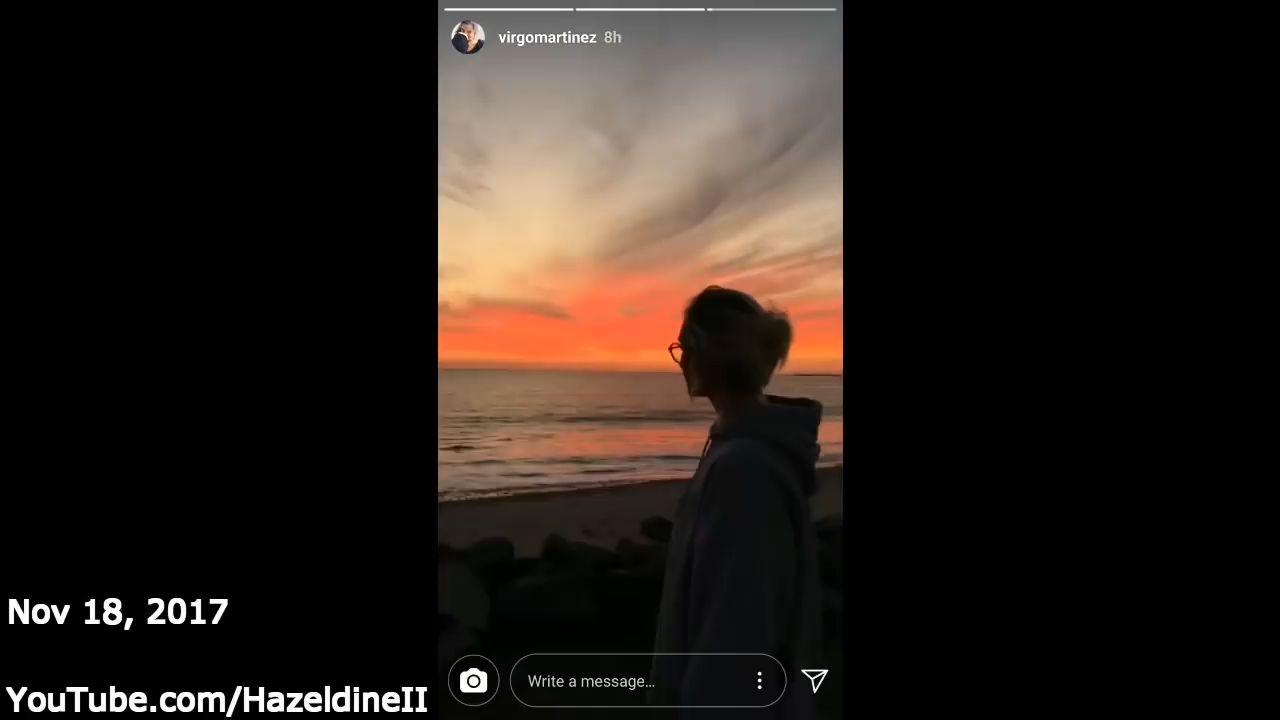 virgomartinez 8h
Write a message...
Nov 18, 2017
YouTube.com/HazeldineII